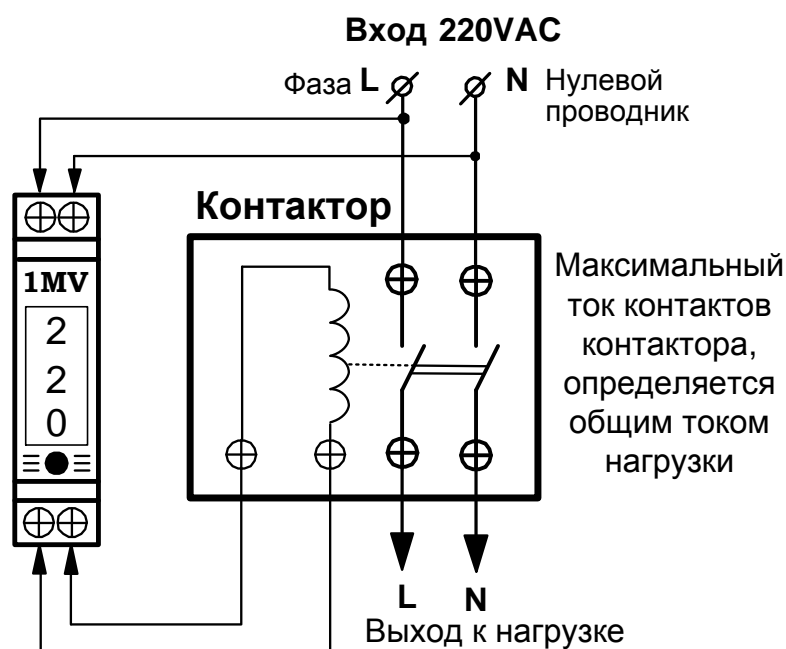 Вход 220VAC
Фаза L
N Нулевой
проводник
Контактор
1MV
2
2
0
Максимальный
ток контактов
контактора,
определяется
общим током
нагрузки
L N
Выход к нагрузке